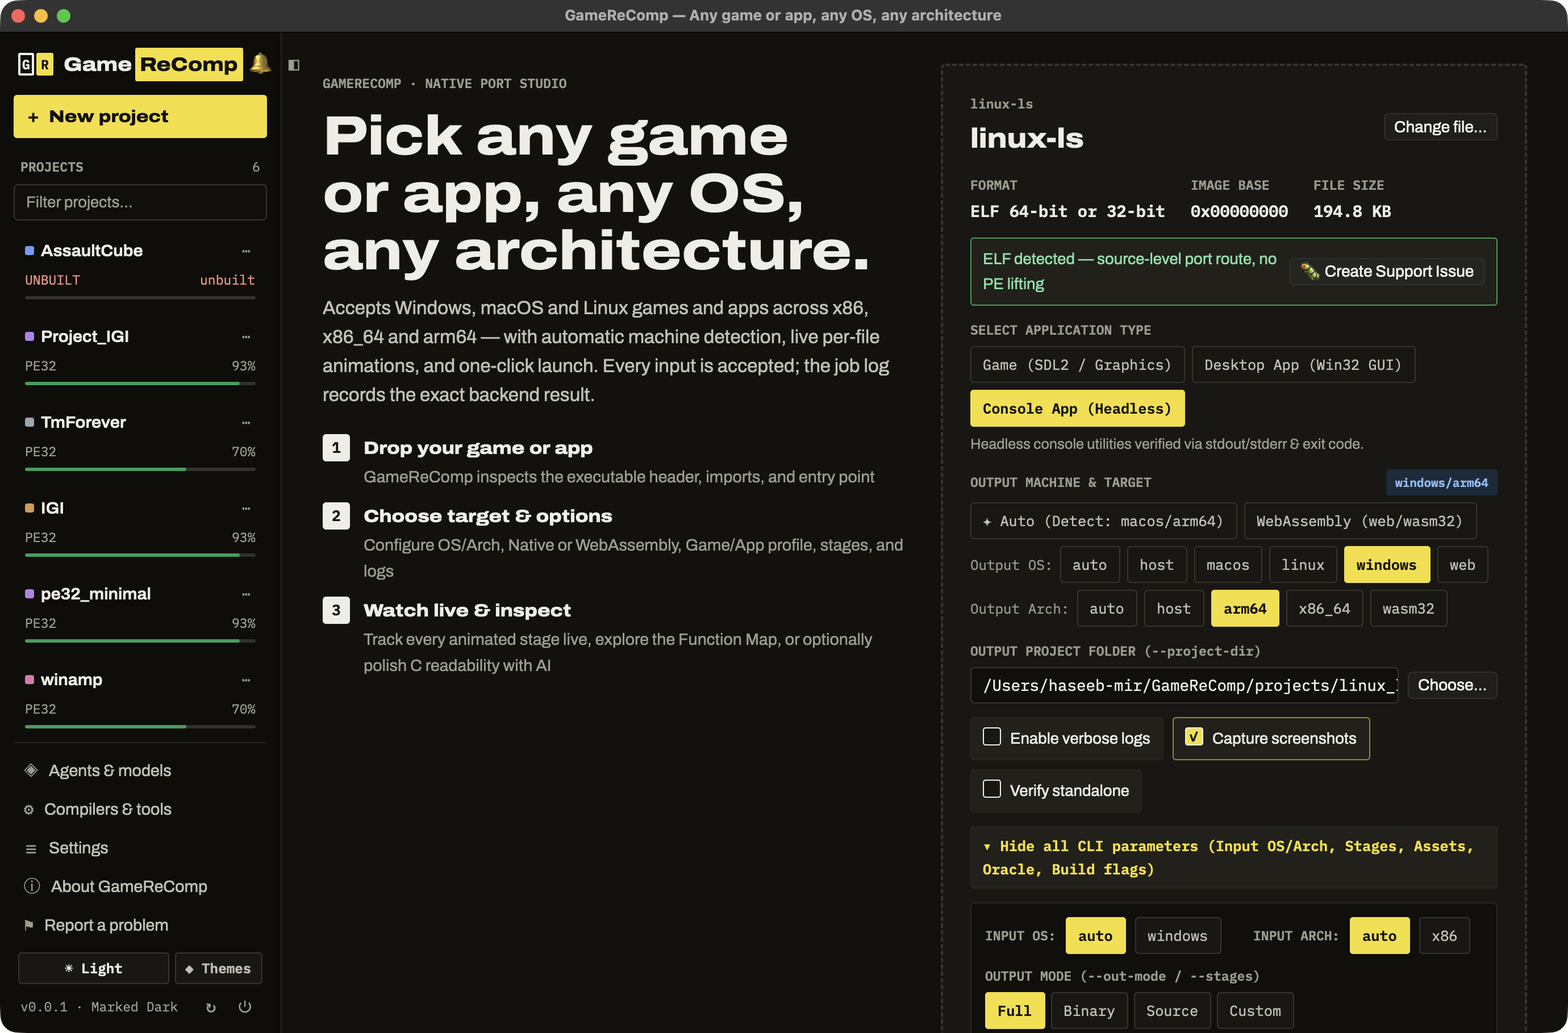 GameReComp — Any game or app, any OS, any architecture
GR Game ReComp
+ New project
PROJECTS 6
Filter projects...
AssaultCube ...
UNBUILT unbuilt
Project_IGI ...
PE32 93%
TmForever ...
PE32 70%
IGI ...
PE32 93%
pe32_minimal ...
PE32 93%
winamp ...
PE32 70%
Agents & models
Compilers & tools
Settings
About GameReComp
Report a problem
☀ Light ◆ Themes
v0.0.1 · Marked Dark
GAMERECOMP · NATIVE PORT STUDIO
Pick any game
or app, any OS,
any architecture.
Accepts Windows, macOS and Linux games and apps across x86,
x86_64 and arm64 — with automatic machine detection, live per-file
animations, and one-click launch. Every input is accepted; the job log
records the exact backend result.
1 Drop your game or app
GameReComp inspects the executable header, imports, and entry point
2 Choose target & options
Configure OS/Arch, Native or WebAssembly, Game/App profile, stages, and
logs
3 Watch live & inspect
Track every animated stage live, explore the Function Map, or optionally
polish C readability with AI
linux-ls
linux-ls
Change file...
FORMAT IMAGE BASE FILE SIZE
ELF 64-bit or 32-bit 0x00000000 194.8 KB
ELF detected — source-level port route, no
PE lifting
Create Support Issue
SELECT APPLICATION TYPE
Game (SDL2 / Graphics) Desktop App (Win32 GUI)
Console App (Headless)
Headless console utilities verified via stdout/stderr & exit code.
OUTPUT MACHINE & TARGET windows/arm64
✦ Auto (Detect: macos/arm64) WebAssembly (web/wasm32)
Output OS: auto host macos linux windows web
Output Arch: auto host arm64 x86_64 wasm32
OUTPUT PROJECT FOLDER (--project-dir)
/Users/haseeb-mir/GameReComp/projects/linux_ Choose...
Enable verbose logs Capture screenshots
Verify standalone
▾ Hide all CLI parameters (Input OS/Arch, Stages, Assets,
Oracle, Build flags)
INPUT OS: auto windows INPUT ARCH: auto x86
OUTPUT MODE (--out-mode / --stages)
Full Binary Source Custom